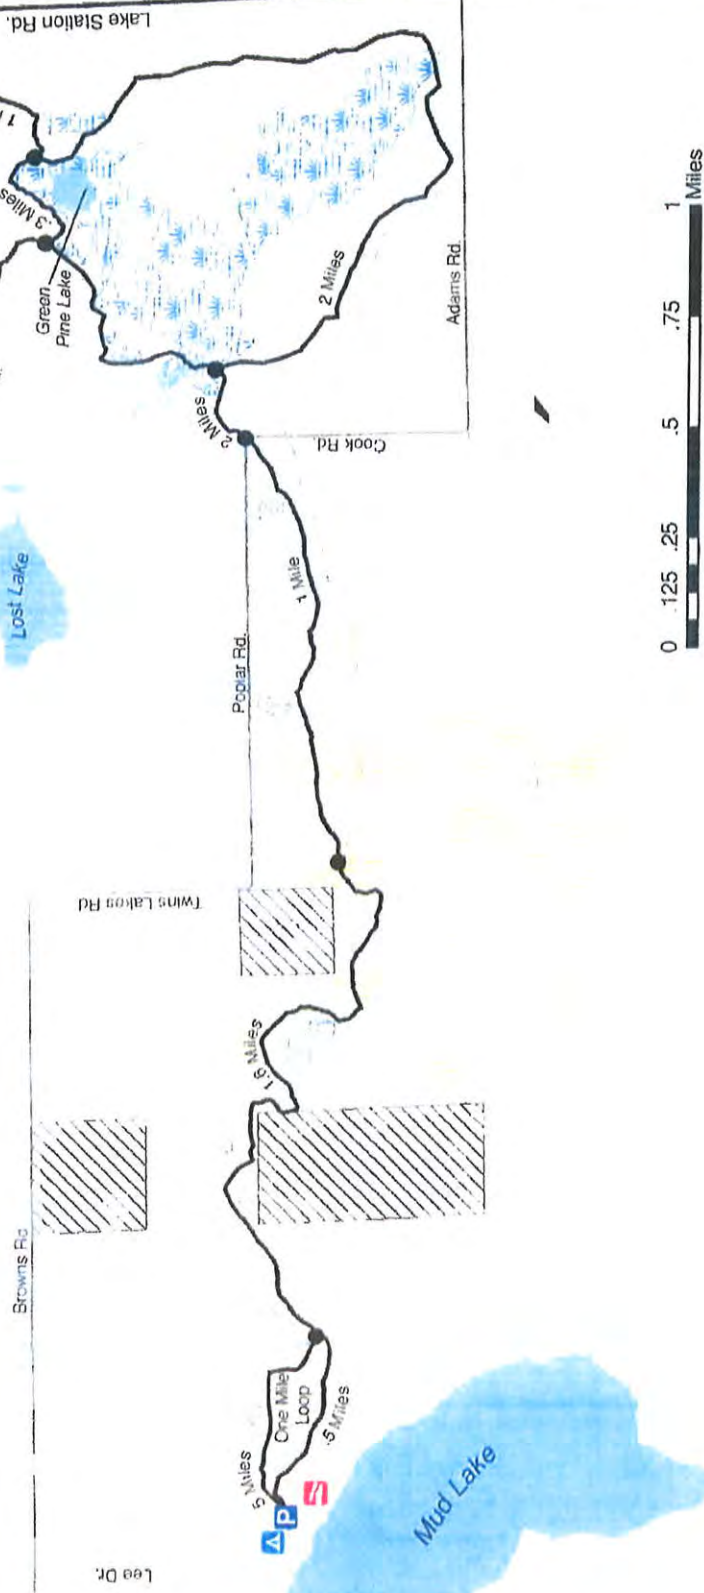 Lake Station Rd.
.3 Miles
Green
Pine Lake
2 Miles
Adams Rd.
.2 Miles
Cook Rd.
Lost Lake
Poplar Rd.
1 Mile
Twins Lakes Rd
1.6 Miles
Browns Rd
One Mile
Loop
.5 Miles
.5 Miles
P
Mud Lake
Lee Dr.
0 .125 .25 .5 .75 1
Miles